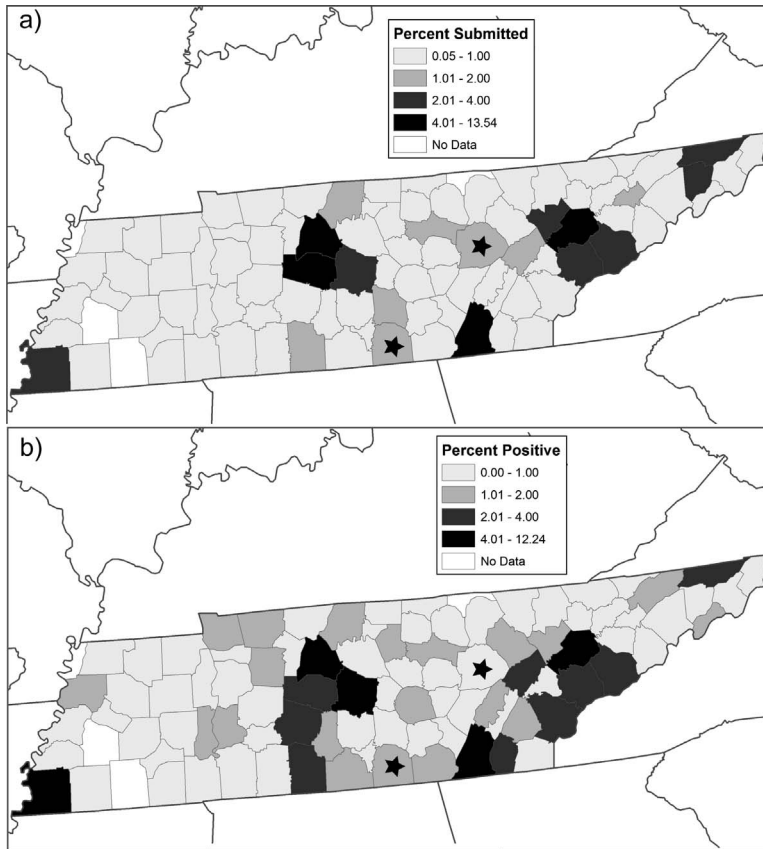 a)
Percent Submitted
0.05 - 1.00
1.01 - 2.00
2.01 - 4.00
4.01 - 13.54
No Data
b)
Percent Positive
0.00 - 1.00
1.01 - 2.00
2.01 - 4.00
4.01 - 12.24
No Data